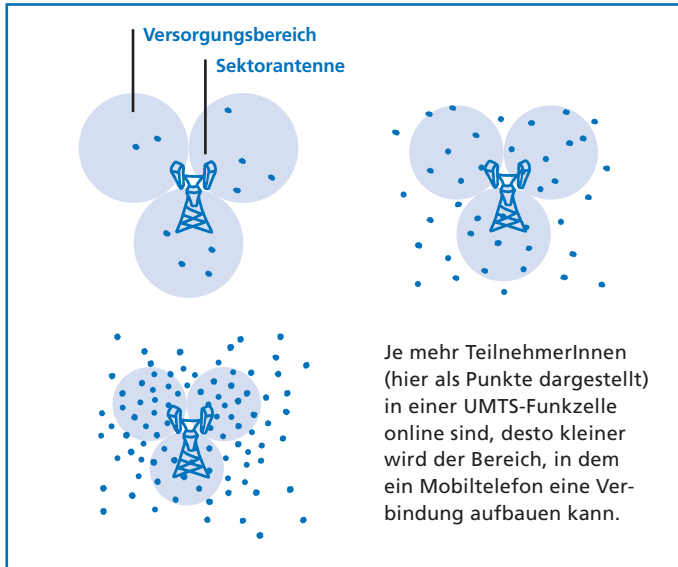 Versorgungsbereich
Sektorantenne
Je mehr TeilnehmerInnen
(hier als Punkte dargestellt)
in einer UMTS-Funkzelle
online sind, desto kleiner
wird der Bereich, in dem
ein Mobiltelefon eine Ver-
bindung aufbauen kann.